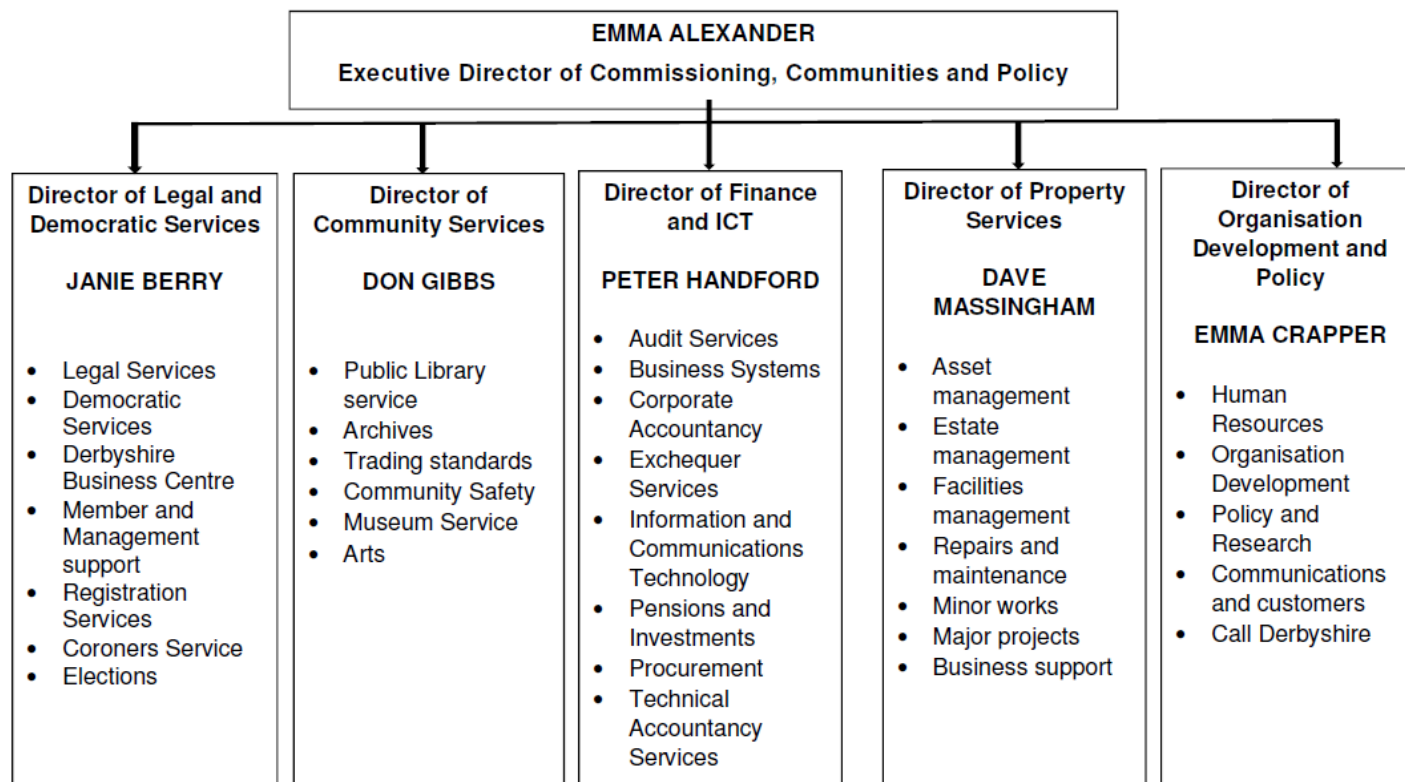 EMMA ALEXANDER
Executive Director of Commissioning, Communities and Policy
Director of Legal and
Democratic Services
JANIE BERRY
• Legal Services
• Democratic
Services
• Derbyshire
Business Centre
• Member and
Management
support
• Registration
Services
• Coroners Service
• Elections
Director of
Community Services
DON GIBBS
• Public Library
service
• Archives
• Trading standards
• Community Safety
• Museum Service
• Arts
Director of Finance
and ICT
PETER HANDFORD
• Audit Services
• Business Systems
• Corporate
Accountancy
• Exchequer
Services
• Information and
Communications
Technology
• Pensions and
Investments
• Procurement
• Technical
Accountancy
Services
Director of Property
Services
DAVE
MASSINGHAM
• Asset
management
• Estate
management
• Facilities
management
• Repairs and
maintenance
• Minor works
• Major projects
• Business support
Director of
Organisation
Development and
Policy
EMMA CRAPPER
• Human
Resources
• Organisation
Development
• Policy and
Research
• Communications
and customers
• Call Derbyshire